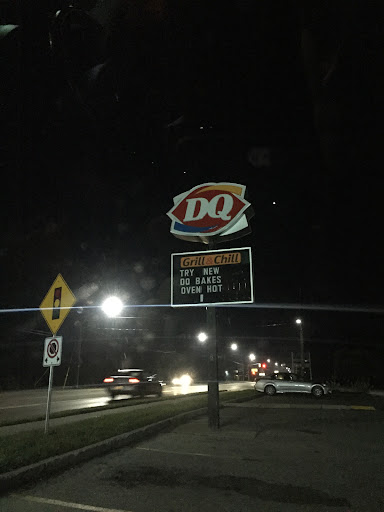 DQ
Grill & Chill
TRY NEW
DQ BAKES
OVEN HOT
!